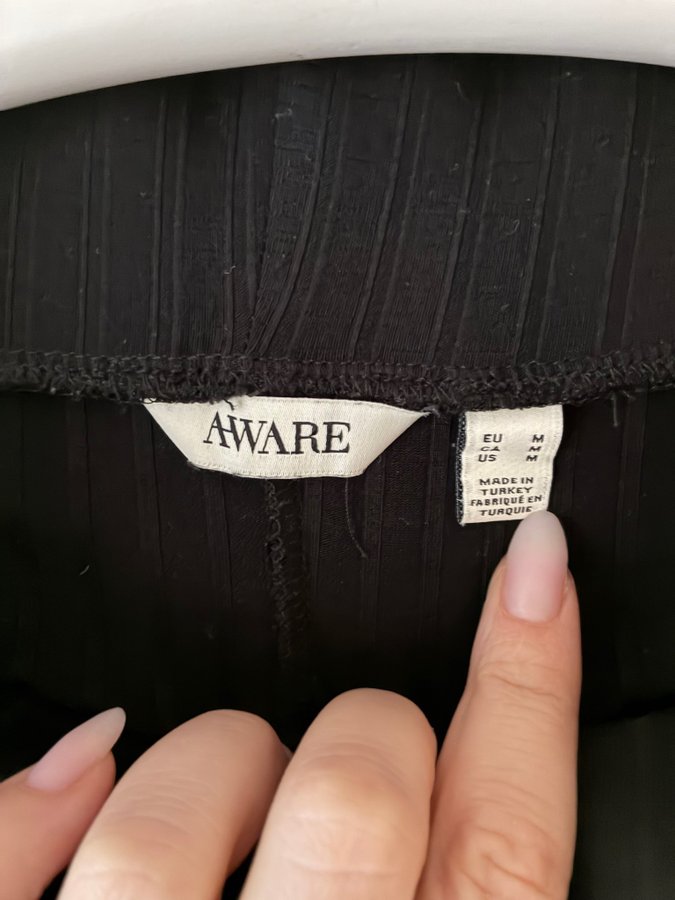 AWARE
EU M
CA M
US M
MADE IN
TURKEY
FABRIQUÉ EN
TURQUIE